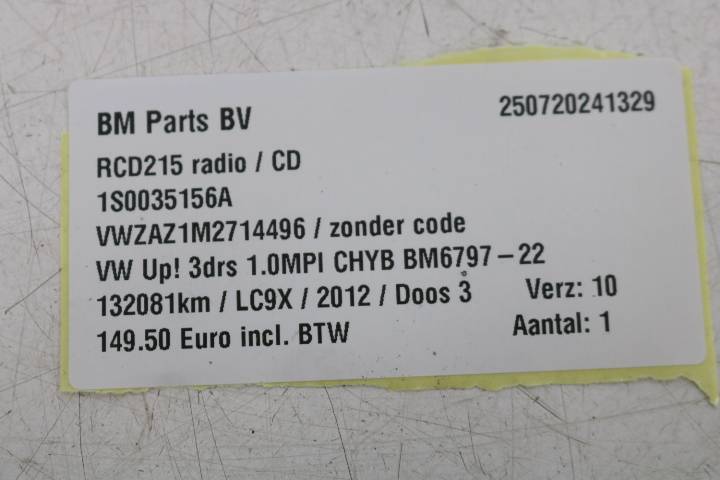 BM Parts BV 250720241329
RCD215 radio / CD
1S0035156A
VWZAZ1M2714496 / zonder code
VW Up! 3drs 1.0MPI CHYB BM6797-22
132081km / LC9X / 2012 / Doos 3 Verz: 10
149.50 Euro incl. BTW Aantal: 1